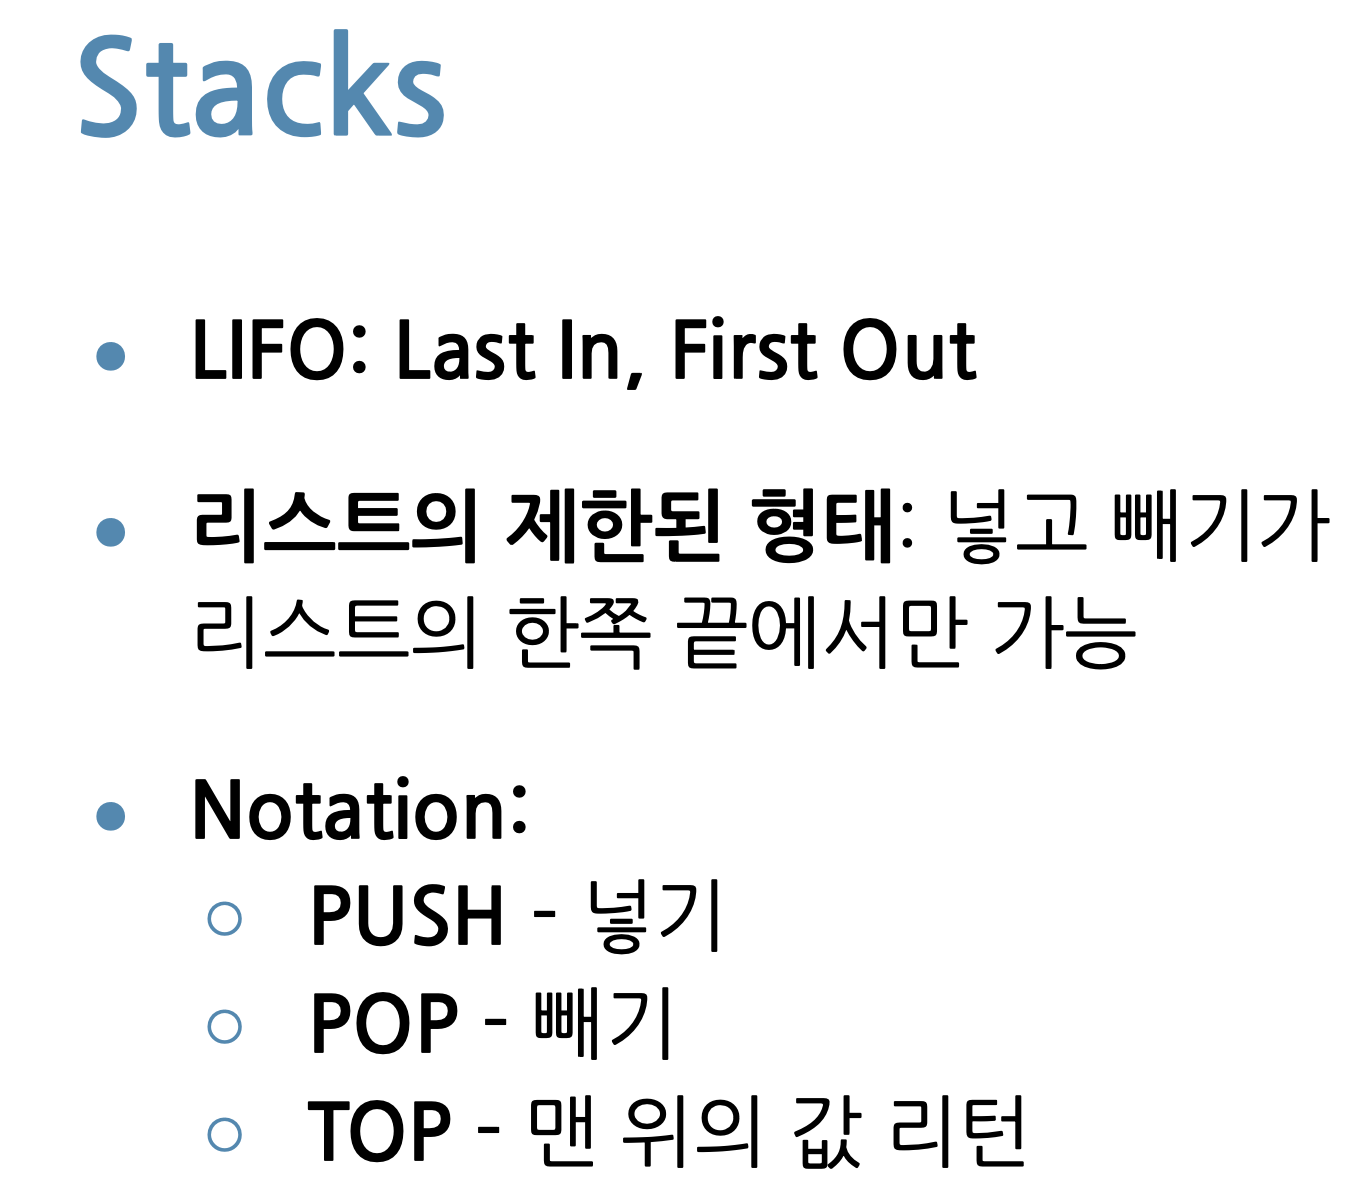 Stacks
• LIFO: Last In, First Out
• 리스트의 제한된 형태: 넣고 빼기가
리스트의 한쪽 끝에서만 가능
• Notation:
○ PUSH - 넣기
○ POP - 빼기
○ TOP - 맨 위의 값 리턴